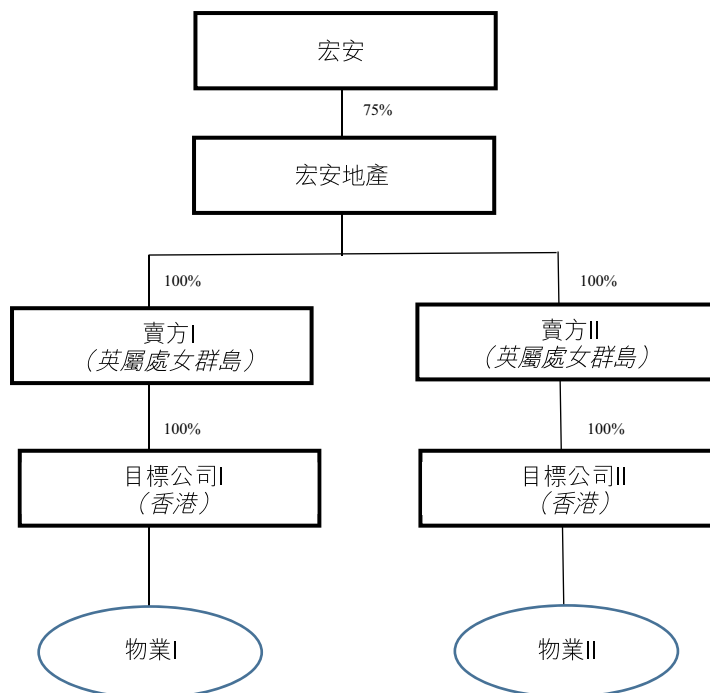 宏安
75%
宏安地產
100%
100%
賣方I
(英屬處女群島)
賣方II
(英屬處女群島)
100%
100%
目標公司I
(香港)
目標公司II
(香港)
物業I
物業II